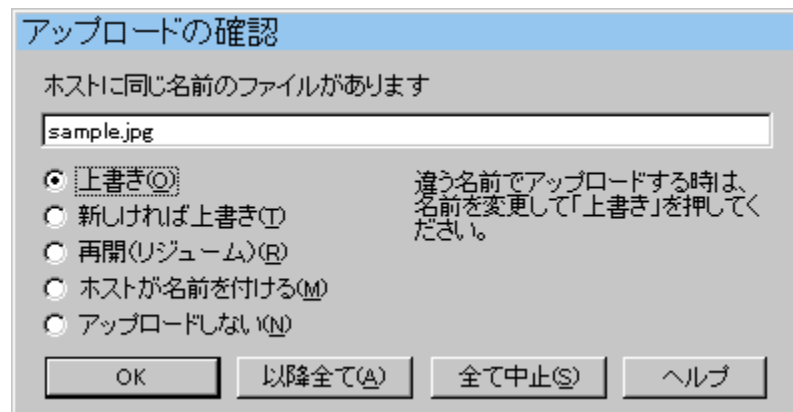 アップロードの確認
ホストに同じ名前のファイルがあります
sample.jpg
上書き(O)
新しければ上書き(T)
再開(リジューム)(R)
ホストが名前を付ける(M)
アップロードしない(N)
違う名前でアップロードする時は、
名前を変更して「上書き」を押してく
ださい。
OK
以降全て(A)
全て中止(S)
ヘルプ